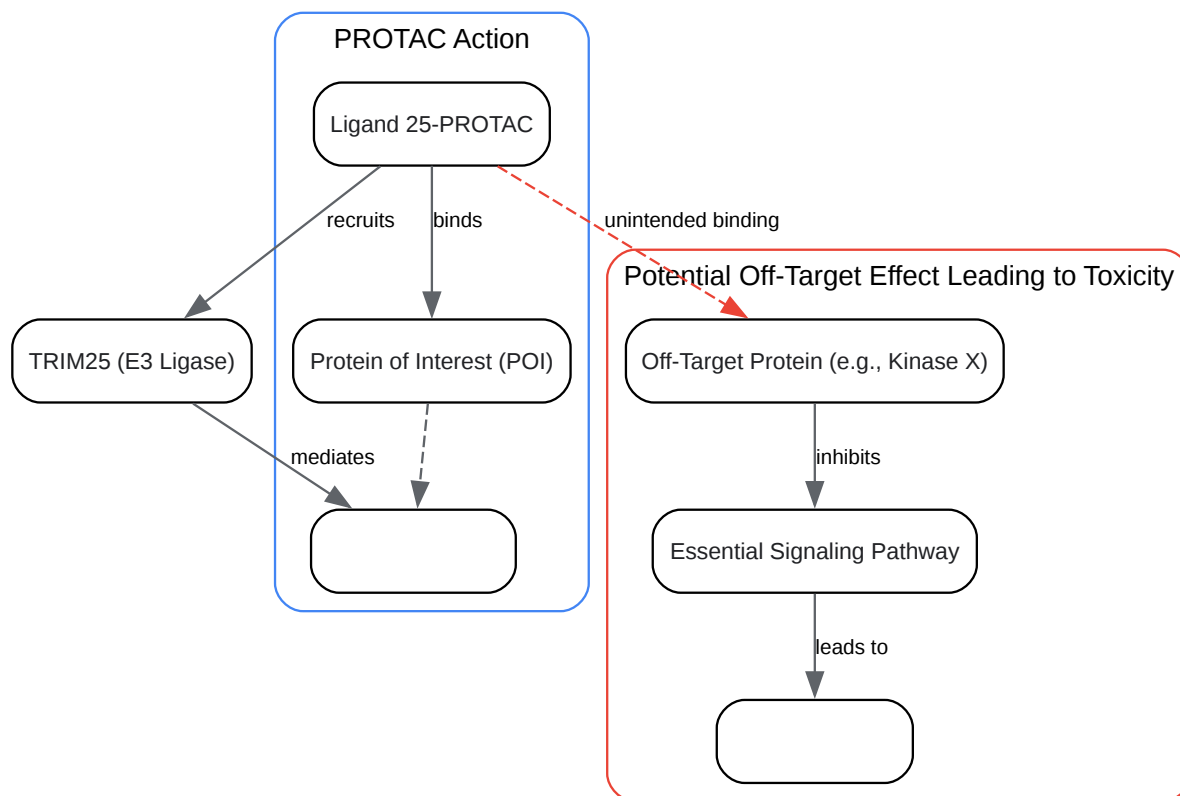 PROTAC Action
Ligand 25-PROTAC
recruits
binds
unintended binding
Potential Off-Target Effect Leading to Toxicity
TRIM25 (E3 Ligase)
Protein of Interest (POI)
Off-Target Protein (e.g., Kinase X)
mediates
inhibits
Essential Signaling Pathway
leads to